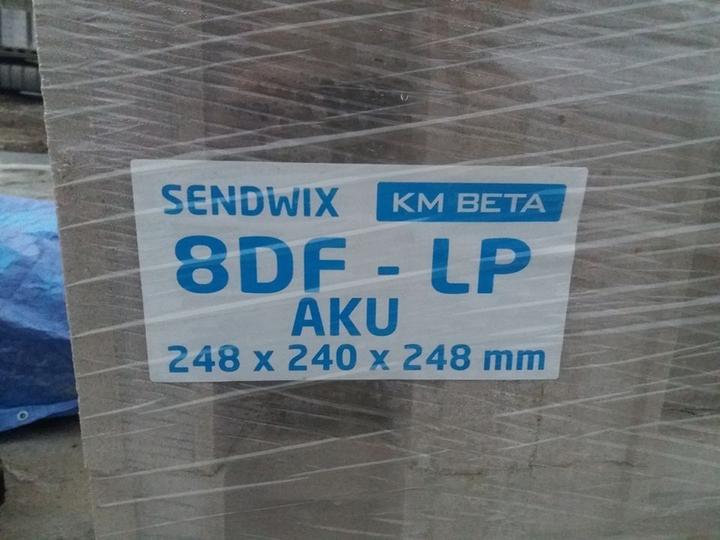 SENDWIX KM BETA
8DF - LP
AKU
248 x 240 x 248 mm